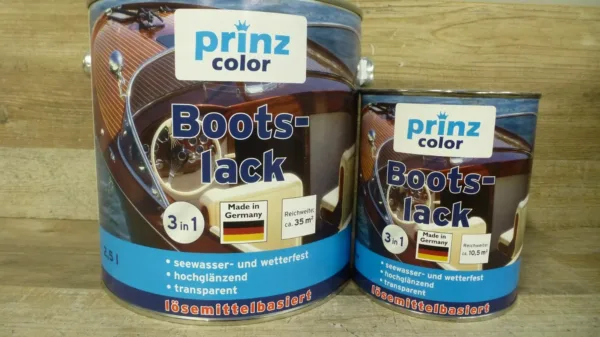 prinz
color
Boots-
lack
3 in 1
Made in
Germany
Reichweite:
ca. 35 m²
2.5 l
• seewasser- und wetterfest
• hochglänzend
• transparent
lösemittelbasiert
prinz
color
Boots-
lack
3 in 1
Made in
Germany
Reichweite:
ca. 10,5 m²
• seewasser- und wetterfest
• hochglänzend
• transparent
lösemittelbasiert